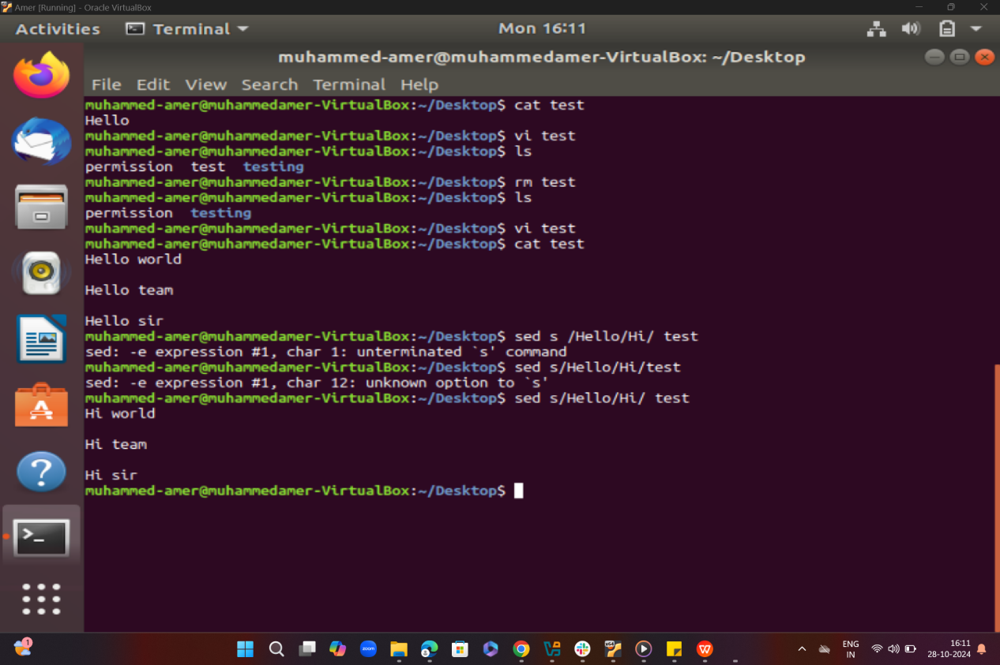 Amer [Running] - Oracle VirtualBox
Activities Terminal Mon 16:11
muhammed-amer@muhammedamer-VirtualBox: ~/Desktop
File Edit View Search Terminal Help
muhammed-amer@muhammedamer-VirtualBox:~/Desktop$ cat test
Hello
muhammed-amer@muhammedamer-VirtualBox:~/Desktop$ vi test
muhammed-amer@muhammedamer-VirtualBox:~/Desktop$ ls
permission test testing
muhammed-amer@muhammedamer-VirtualBox:~/Desktop$ rm test
muhammed-amer@muhammedamer-VirtualBox:~/Desktop$ ls
permission testing
muhammed-amer@muhammedamer-VirtualBox:~/Desktop$ vi test
muhammed-amer@muhammedamer-VirtualBox:~/Desktop$ cat test
Hello world
Hello team
Hello sir
muhammed-amer@muhammedamer-VirtualBox:~/Desktop$ sed s /Hello/Hi/ test
sed: -e expression #1, char 1: unterminated `s' command
muhammed-amer@muhammedamer-VirtualBox:~/Desktop$ sed s/Hello/Hi/test
sed: -e expression #1, char 12: unknown option to `s'
muhammed-amer@muhammedamer-VirtualBox:~/Desktop$ sed s/Hello/Hi/ test
Hi world
Hi team
Hi sir
muhammed-amer@muhammedamer-VirtualBox:~/Desktop$
1
zoom
ENG
IN
16:11
28-10-2024